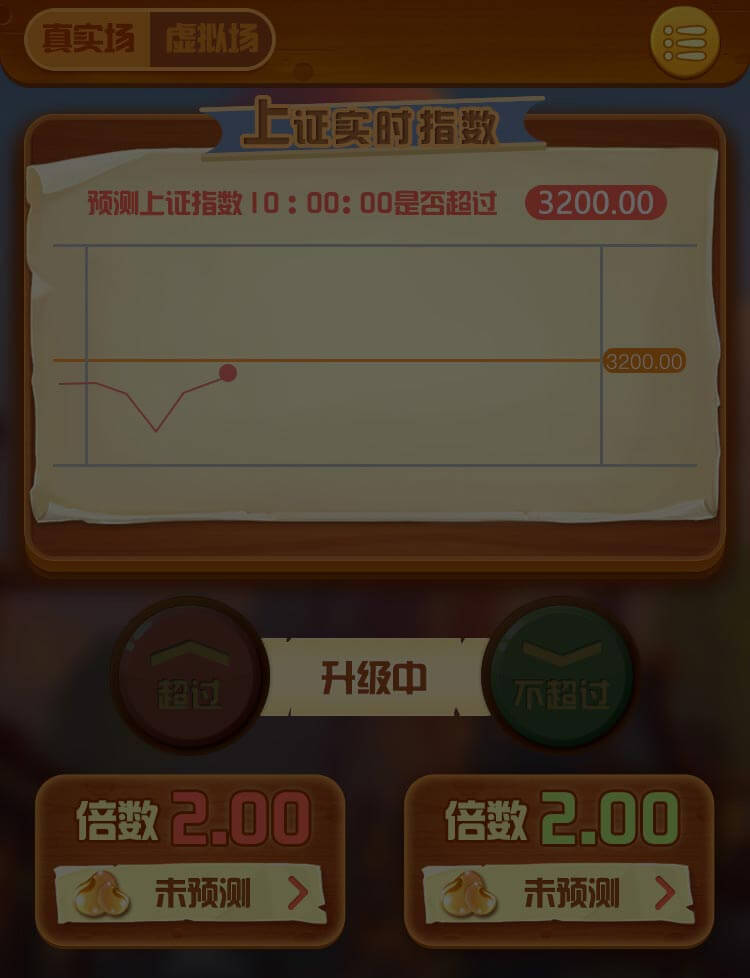 真实场 虚拟场
上证实时指数
预测上证指数10:00:00是否超过 3200.00
3200.00
超过 升级中 不超过
倍数 2.00 倍数 2.00
未预测 未预测